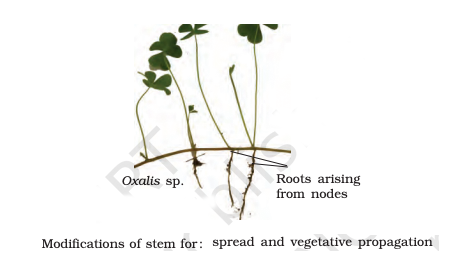 Oxalis sp.
Roots arising
from nodes
Modifications of stem for: spread and vegetative propagation